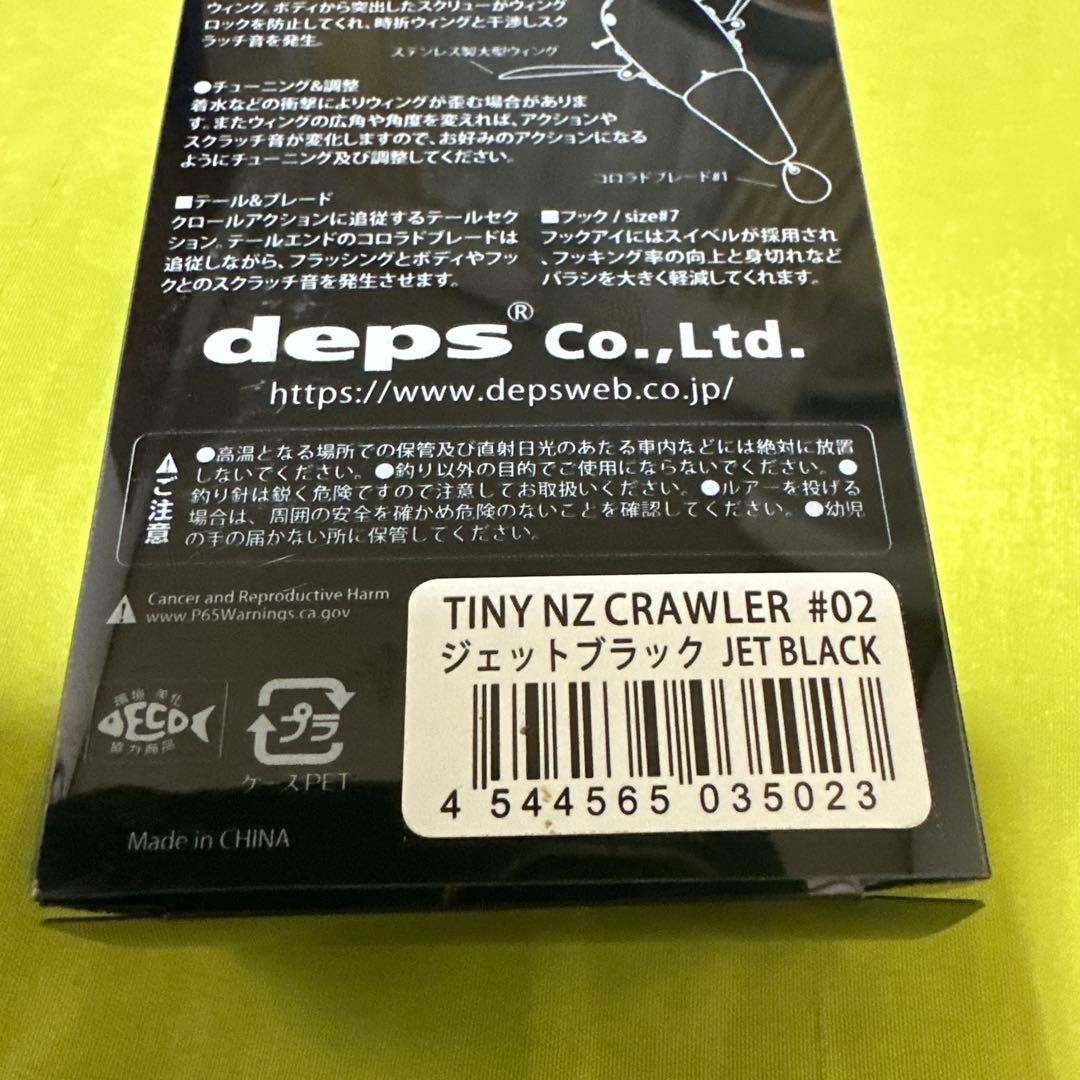 ウィング。ボディから突出したスクリューがウィング
ロックを防止してくれ、時折ウィングと干渉しスク
ラッチ音を発生。
ステンレス製大型ウィング
●チューニング&調整
着水などの衝撃によりウィングが歪む場合がありま
す。またウィングの広角や角度を変えれば、アクションや
スクラッチ音が変化しますので、お好みのアクションになる
ようにチューニング及び調整してください。
コロラドブレード#1
■テール&ブレード
クロールアクションに追従するテールセク
ション。テールエンドのコロラドブレードは
追従しながら、フラッシングとボディやフッ
クとのスクラッチ音を発生させます。
■フック / size#7
フックアイにはスイベルが採用され
、フッキング率の向上と身切れなど
バラシを大きく軽減してくれます。
deps® Co.,Ltd.
https://www.depsweb.co.jp/
⚠ご注意
●高温となる場所での保管及び直射日光のあたる車内などには絶対に放置
しないでください。●釣り以外の目的でご使用にならないでください。●
釣り針は鋭く危険ですので注意してお取扱いください。●ルアーを投げる
場合は、周囲の安全を確かめ危険のないことを確認してください。●幼児
の手の届かない所に保管してください。
⚠ Cancer and Reproductive Harm
www.P65Warnings.ca.gov
環境 美化
ECO
協力商品
プラ
ケースPET
Made in CHINA
TINY NZ CRAWLER #02
ジェットブラック JET BLACK
4 544565 035023